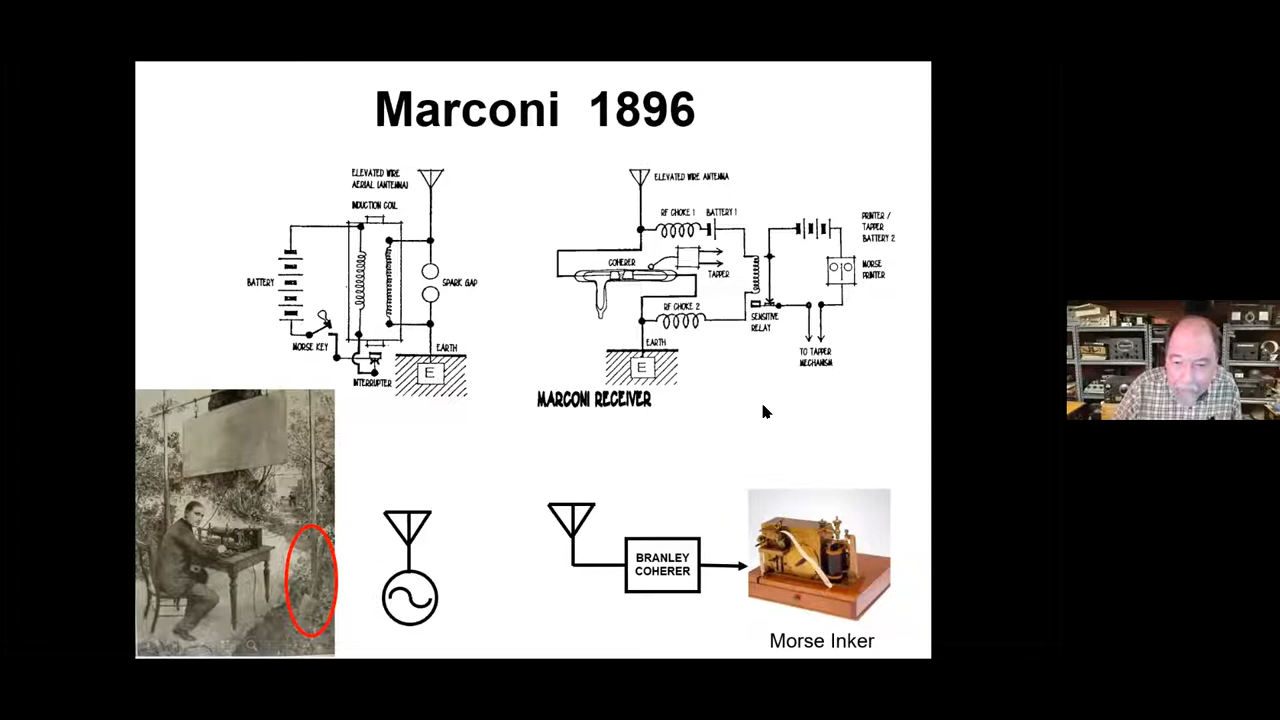 Marconi 1896
ELEVATED WIRE
AERIAL (ANTENNA)
INDUCTION COIL
BATTERY
SPARK GAP
MORSE KEY
EARTH
INTERRUPTER
E
ELEVATED WIRE ANTENNA
RF CHOKE 1
BATTERY 1
PRINTER /
TAPPER
BATTERY 2
COHERER
TAPPER
MORSE
PRINTER
RF CHOKE 2
SENSITIVE
RELAY
EARTH
TO TAPPER
MECHANISM
E
MARCONI RECEIVER
BRANLEY
COHERER
Morse Inker